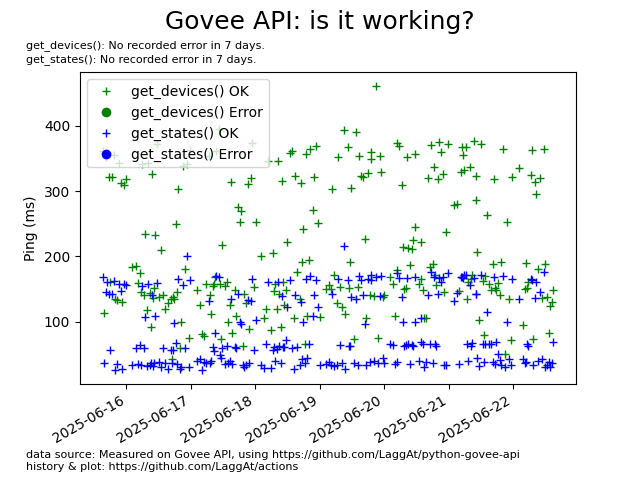 Govee API: is it working?
get_devices(): No recorded error in 7 days.
get_states(): No recorded error in 7 days.
get_devices() OK
get_devices() Error
get_states() OK
get_states() Error
400
300
200
100
Ping (ms)
2025-06-16
2025-06-17
2025-06-18
2025-06-19
2025-06-20
2025-06-21
2025-06-22
data source: Measured on Govee API, using https://github.com/LaggAt/python-govee-api
history & plot: https://github.com/LaggAt/actions